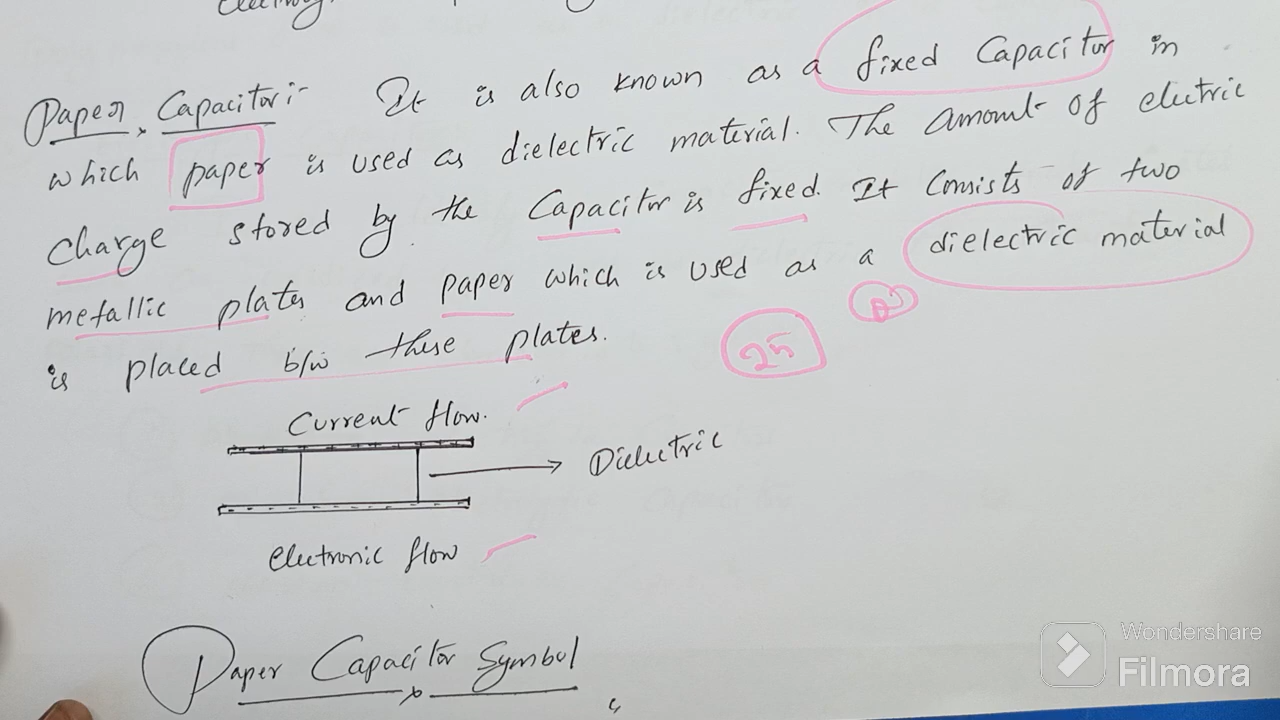 Paper Capacitor:- It is also known as a fixed Capacitor in
which paper is used as dielectric material. The amount of electric
charge stored by the Capacitor is fixed. It Consists of two
metallic plates and paper which is used as a dielectric material
is placed b/w these plates.
25
Current flow.
Dielectric
electronic flow
Paper Capacitor Symbol
Wondershare
Filmora